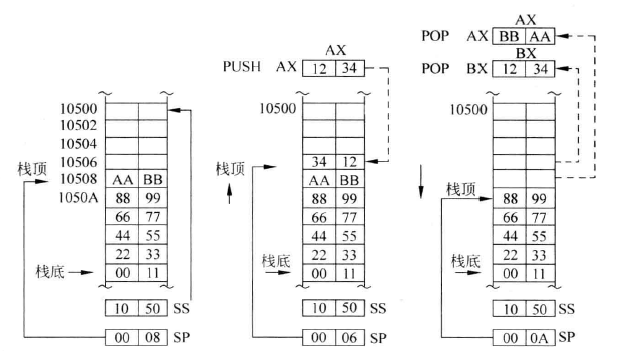 AX
POP AX BB AA
AX
BX
PUSH AX 12 34
POP BX 12 34
10500
10500
10500
10502
10504
10506
34 12
栈顶
栈顶
10508 AA BB
AA BB
栈顶
1050A 88 99
88 99
88 99
66 77
66 77
66 77
44 55
44 55
44 55
22 33
22 33
22 33
栈底
00 11
栈底
00 11
栈底
00 11
10 50 SS
10 50 SS
10 50 SS
00 08 SP
00 06 SP
00 0A SP